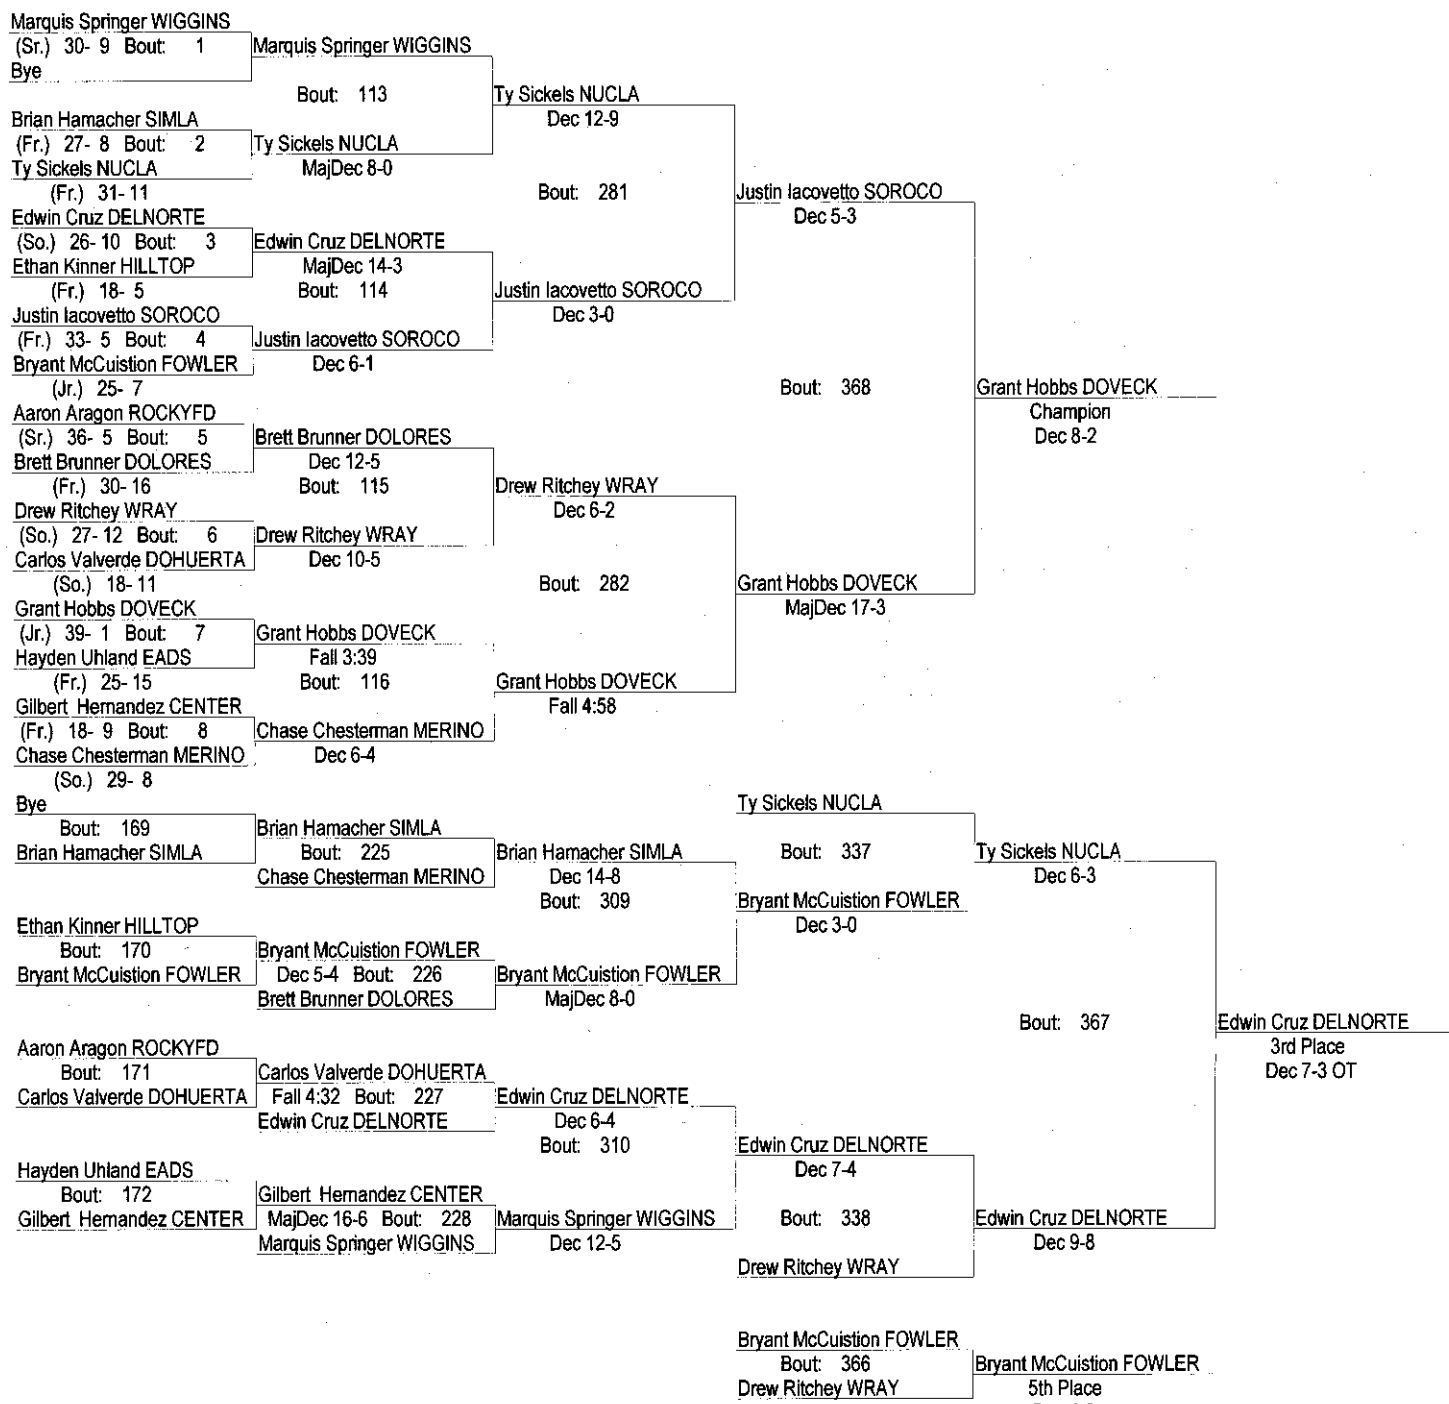 Marquis Springer WIGGINS
(Sr.) 30- 9 Bout: 1 Marquis Springer WIGGINS
Bye
Bout: 113 Ty Sickels NUCLA
Brian Hamacher SIMLA Dec 12-9
(Fr.) 27- 8 Bout: 2 Ty Sickels NUCLA
Ty Sickels NUCLA MajDec 8-0
(Fr.) 31- 11 Bout: 281 Justin Iacovetto SOROCO
Edwin Cruz DELNORTE Dec 5-3
(So.) 26- 10 Bout: 3 Edwin Cruz DELNORTE
Ethan Kinner HILLTOP MajDec 14-3
(Fr.) 18- 5 Bout: 114 Justin Iacovetto SOROCO
Justin Iacovetto SOROCO Dec 3-0
(Fr.) 33- 5 Bout: 4 Justin Iacovetto SOROCO
Bryant McCuistion FOWLER Dec 6-1
(Jr.) 25- 7 Bout: 368 Grant Hobbs DOVECK
Aaron Aragon ROCKYFD Champion
(Sr.) 36- 5 Bout: 5 Brett Brunner DOLORES Dec 8-2
Brett Brunner DOLORES Dec 12-5
(Fr.) 30- 16 Bout: 115 Drew Ritchey WRAY
Drew Ritchey WRAY Dec 6-2
(So.) 27- 12 Bout: 6 Drew Ritchey WRAY
Carlos Valverde DOHUERTA Dec 10-5
(So.) 18- 11 Bout: 282 Grant Hobbs DOVECK
Grant Hobbs DOVECK MajDec 17-3
(Jr.) 39- 1 Bout: 7 Grant Hobbs DOVECK
Hayden Uhland EADS Fall 3:39
(Fr.) 25- 15 Bout: 116 Grant Hobbs DOVECK
Gilbert Hernandez CENTER Fall 4:58
(Fr.) 18- 9 Bout: 8 Chase Chesterman MERINO
Chase Chesterman MERINO Dec 6-4
(So.) 29- 8
Bye Ty Sickels NUCLA
Bout: 169 Brian Hamacher SIMLA
Brian Hamacher SIMLA Bout: 225 Brian Hamacher SIMLA Bout: 337 Ty Sickels NUCLA
Chase Chesterman MERINO Dec 14-8 Dec 6-3
Bout: 309 Bryant McCuistion FOWLER
Ethan Kinner HILLTOP Dec 3-0
Bout: 170 Bryant McCuistion FOWLER
Bryant McCuistion FOWLER Dec 5-4 Bout: 226 Bryant McCuistion FOWLER
Brett Brunner DOLORES MajDec 8-0
Bout: 367 Edwin Cruz DELNORTE
Aaron Aragon ROCKYFD 3rd Place
Bout: 171 Carlos Valverde DOHUERTA Dec 7-3 OT
Carlos Valverde DOHUERTA Fall 4:32 Bout: 227 Edwin Cruz DELNORTE
Edwin Cruz DELNORTE Dec 6-4
Bout: 310 Edwin Cruz DELNORTE
Hayden Uhland EADS Dec 7-4
Bout: 172 Gilbert Hernandez CENTER
Gilbert Hernandez CENTER MajDec 16-6 Bout: 228 Marquis Springer WIGGINS Bout: 338 Edwin Cruz DELNORTE
Marquis Springer WIGGINS Dec 12-5 Dec 9-8
Drew Ritchey WRAY
Bryant McCuistion FOWLER
Bout: 366 Bryant McCuistion FOWLER
Drew Ritchey WRAY 5th Place